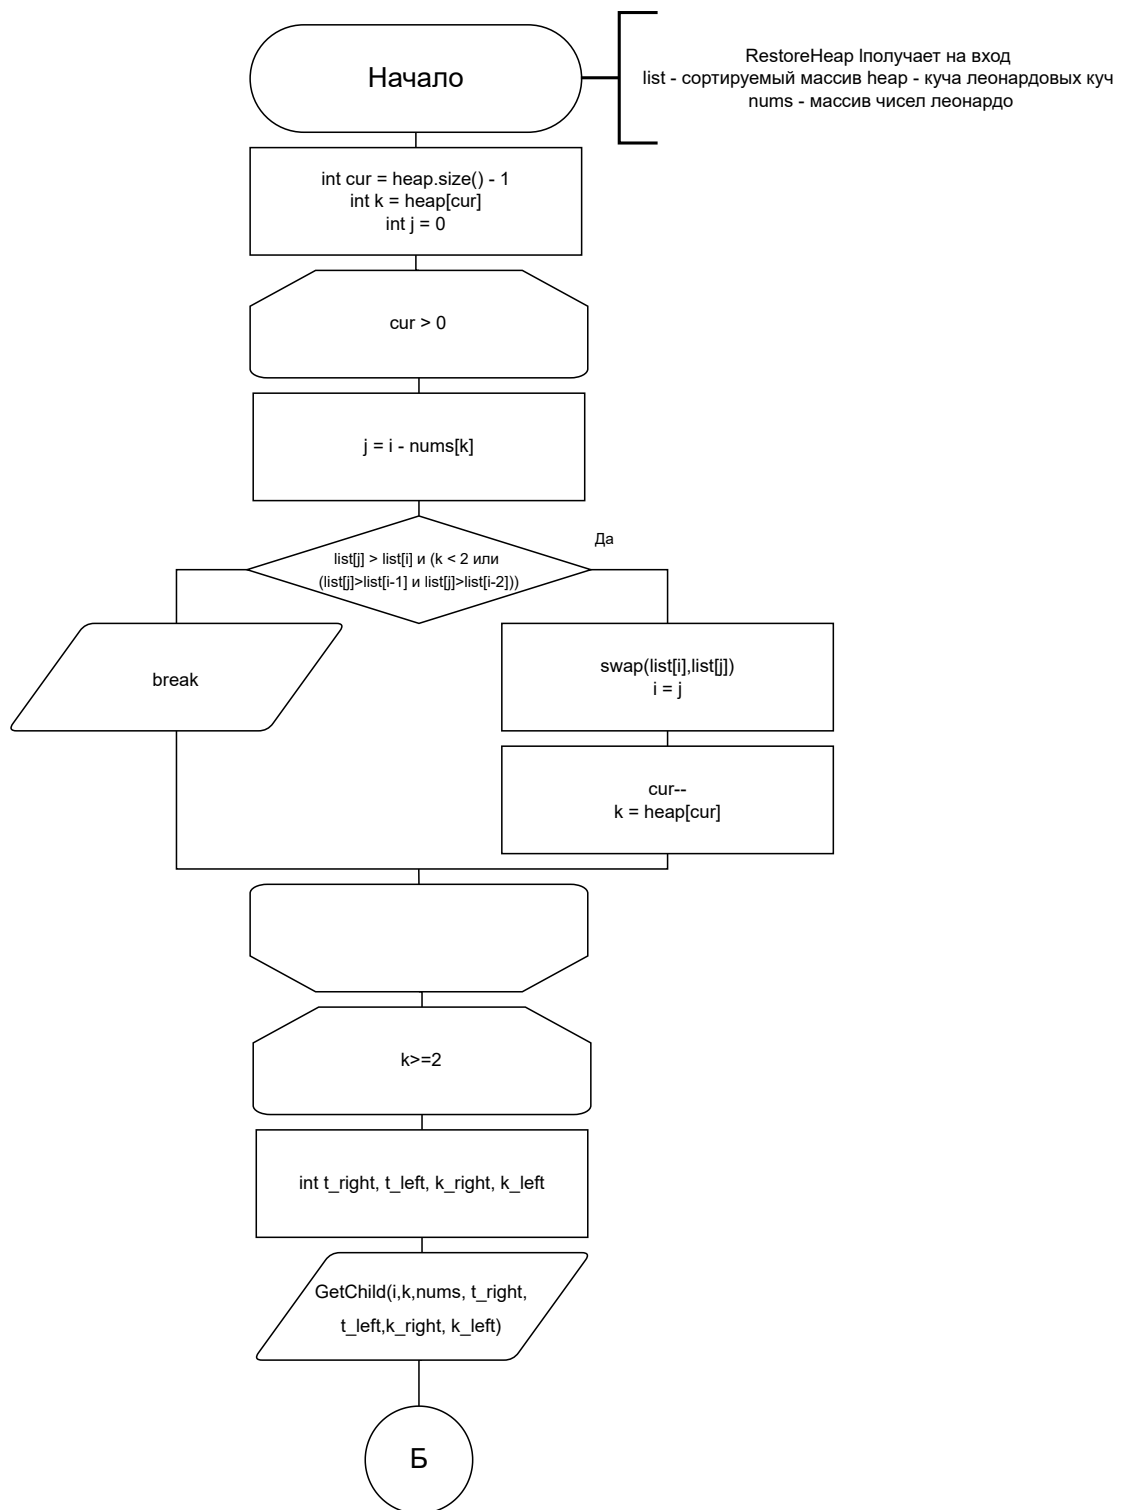 Начало
RestoreHeap lполучает на вход
list - сортируемый массив heap - куча леонардовых куч
nums - массив чисел леонардо
int cur = heap.size() - 1
int k = heap[cur]
int j = 0
cur > 0
j = i - nums[k]
Да
list[j] > list[i] и (k < 2 или
(list[j]>list[i-1] и list[j]>list[i-2]))
break
swap(list[i],list[j])
i = j
cur--
k = heap[cur]
k>=2
int t_right, t_left, k_right, k_left
GetChild(i,k,nums, t_right,
t_left,k_right, k_left)
Б